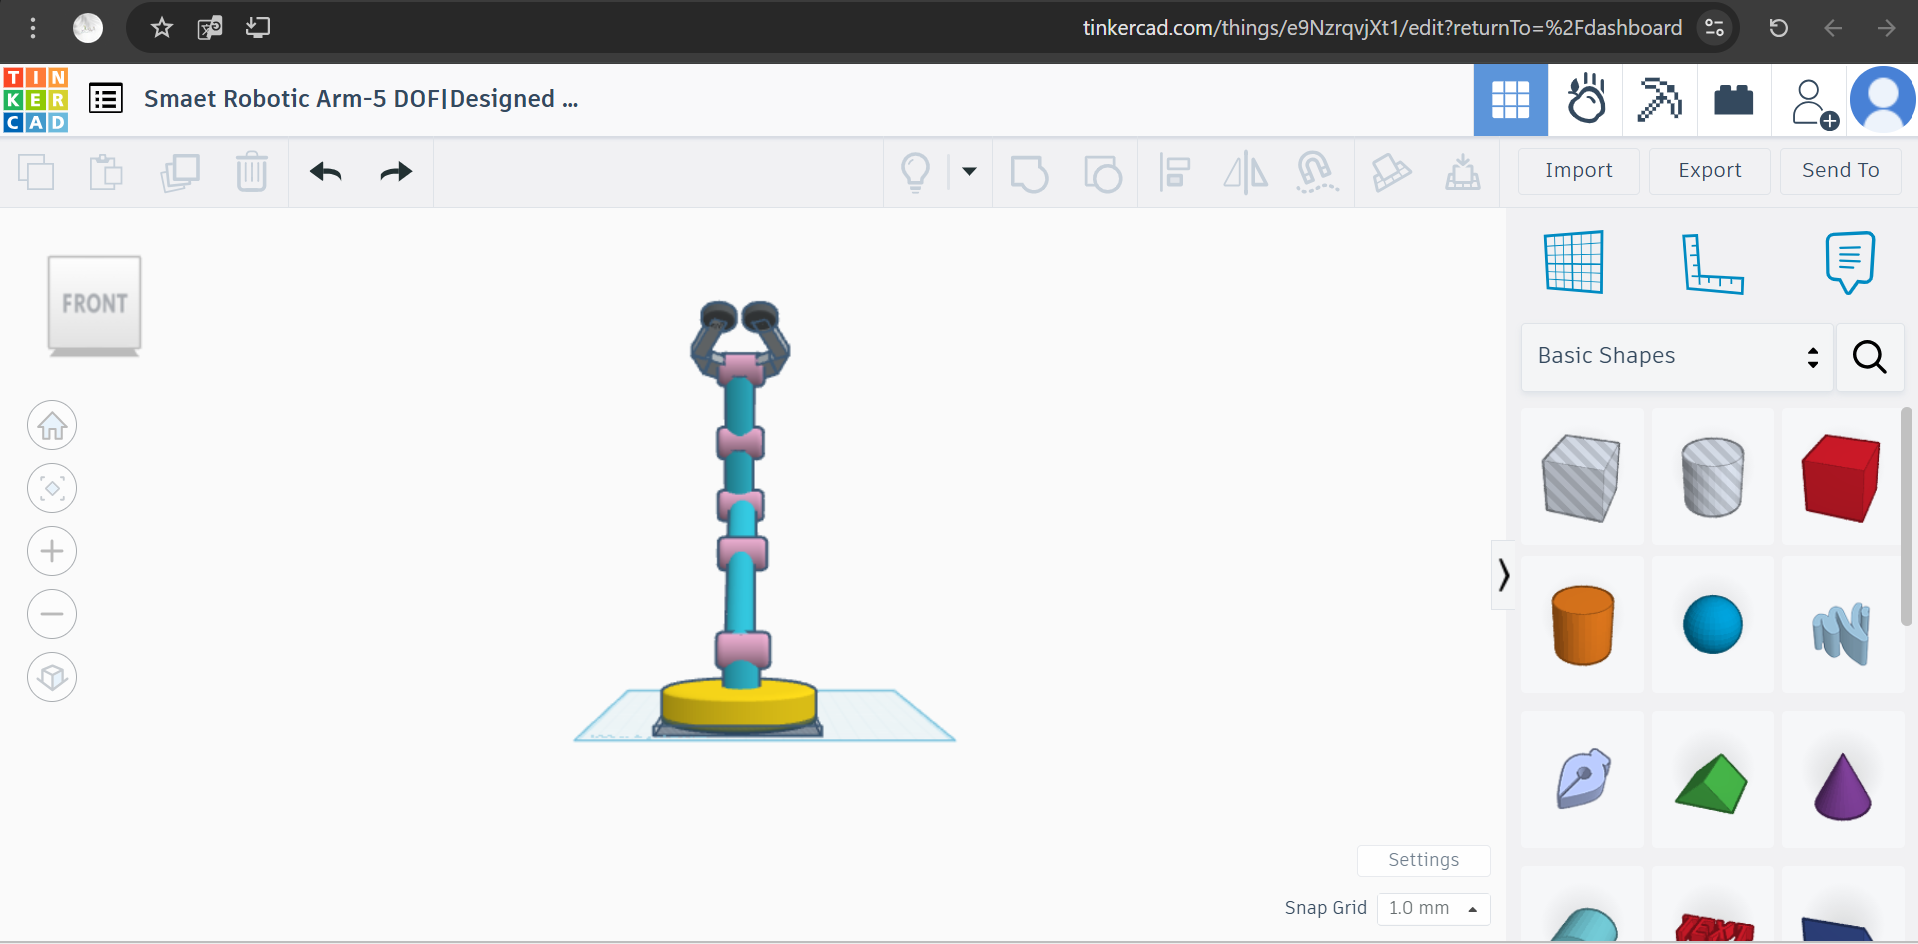 tinkercad.com/things/e9NzrqvjXt1/edit?returnTo=%2Fdashboard
TIN
KER
CAD
Smaet Robotic Arm-5 DOF|Designed ...
Import
Export
Send To
FRONT
Basic Shapes
Settings
Snap Grid
1.0 mm